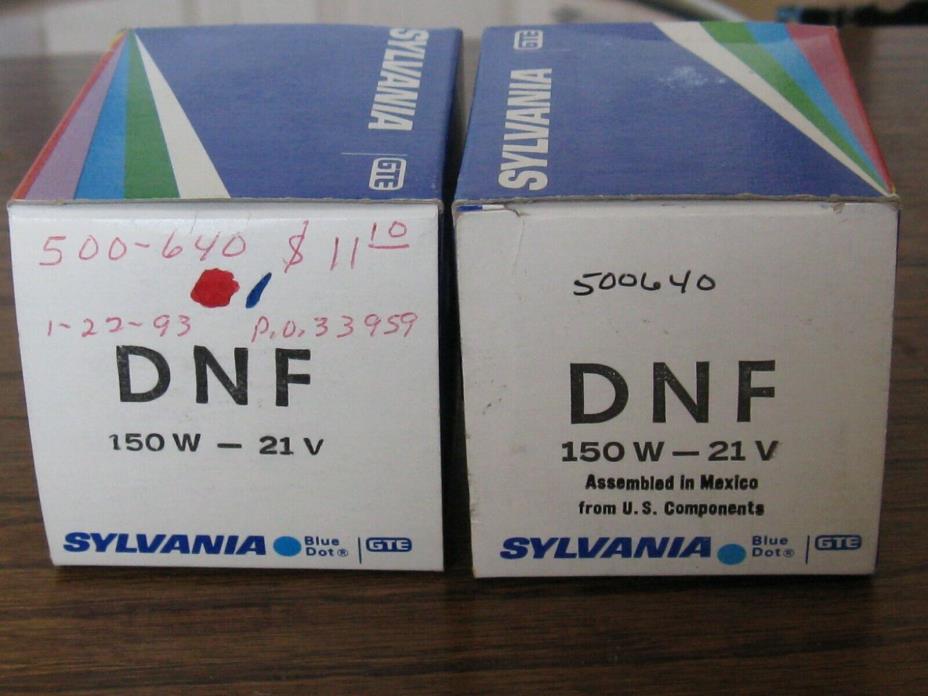 SYLVANIA GTE
500-640 $ 11 10
1-22-93 P.O. 33959
DNF
150 W — 21 V
SYLVANIA Blue Dot® GTE
SYLVANIA GTE
500640
DNF
150 W — 21 V
Assembled in Mexico
from U.S. Components
SYLVANIA Blue Dot® GTE